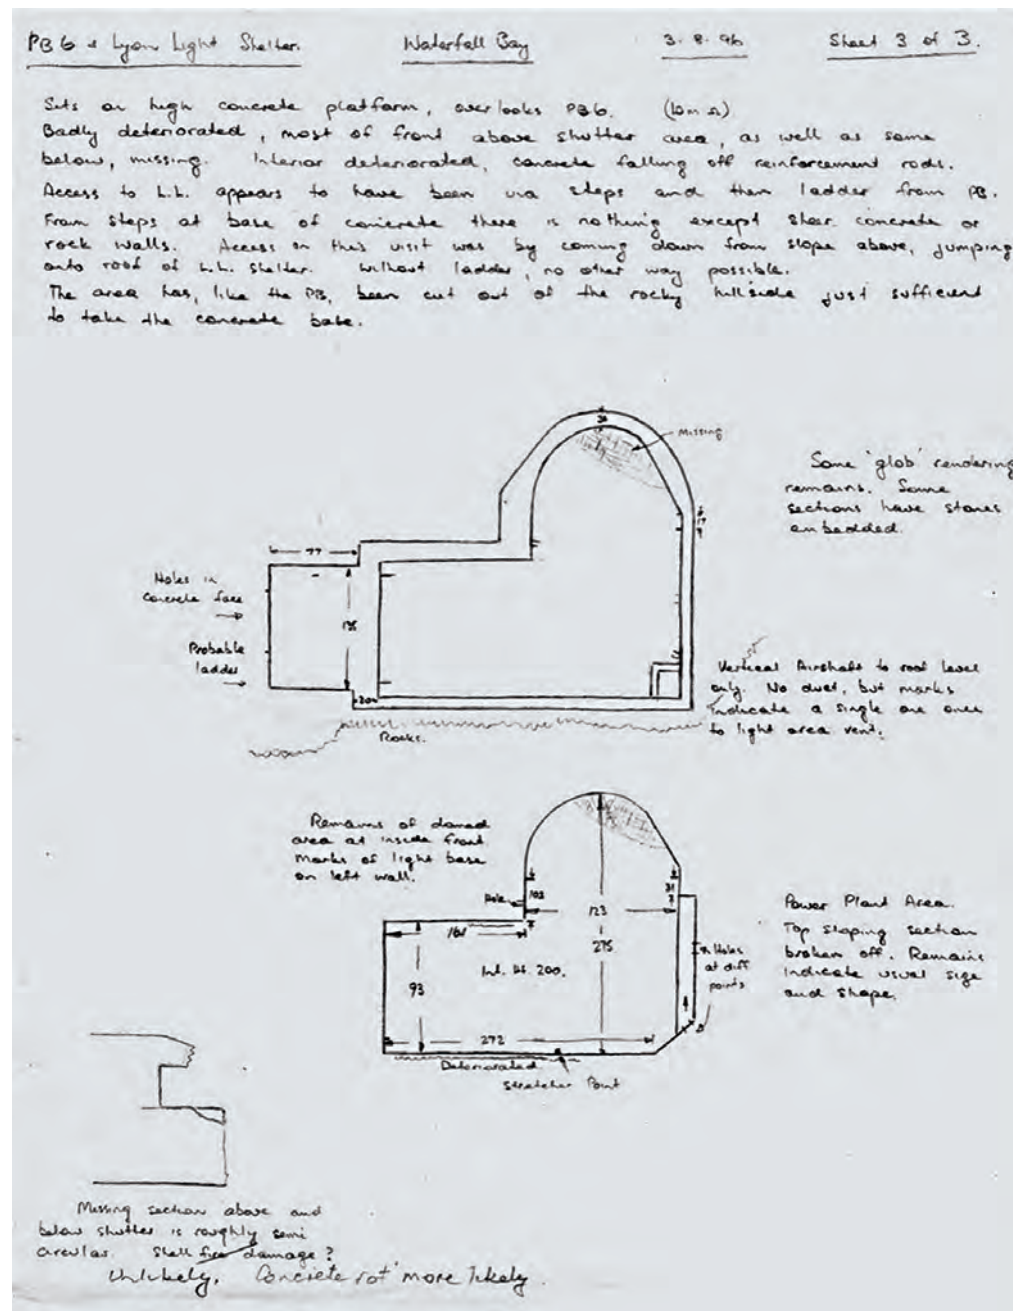 PB6 & Lyon Light Shelter. Waterfall Bay 3.8.96 Sheet 3 of 3.
Sits on high concrete platform, overlooks PB6.
Badly deteriorated, most of front above shutter area, as well as some
below, missing. Interior deteriorated, concrete falling off reinforcement rods.
Access to L.L. appears to have been via steps and then ladder from PB.
From steps at base of concrete there is nothing except sheer concrete or
rock walls. Access on this visit was by coming down from slope above, jumping
onto roof of L.L. shelter. Without ladder, no other way possible.
The area has, like the PB, been cut out of the rocky hillside just sufficient
to take the concrete base.
Missing
Some 'glob' rendering
remains. Some
sections have stones
embedded.
17
77
Holes in
concrete face
Probable
ladder
Vertical Airshaft to roof level
only. No duct, but marks
indicate a single one once
to light area vent.
Rocks.
Remains of domed
area at inside front
Marks of light base
on left wall.
Hole
102
31
123
275
161
93
Int. Ht. 200.
Holes
at diff
points
Power Plant Area.
Top sloping section
broken off. Remains
indicate usual size
and shape.
272
Deteriorated
Stretcher Point
Missing section above and
below shutter is roughly semi
circular. Shell fire damage?
Unlikely. 'Concrete rot' more likely.